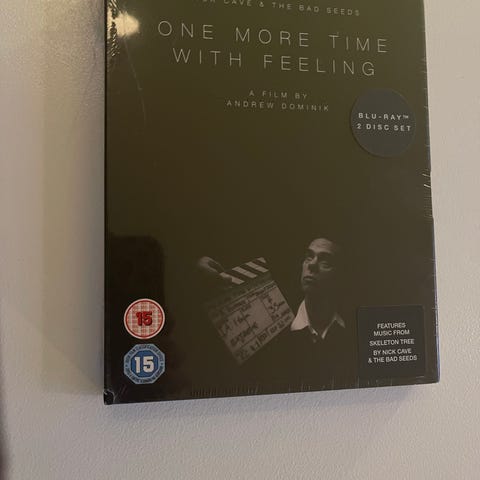 CAVE & THE BAD SEEDS
ONE MORE TIME
WITH FEELING
A FILM BY
ANDREW DOMINIK
BLU-RAY™
2 DISC SET
15
15
FEATURES
MUSIC FROM
SKELETON TREE
BY NICK CAVE
& THE BAD SEEDS